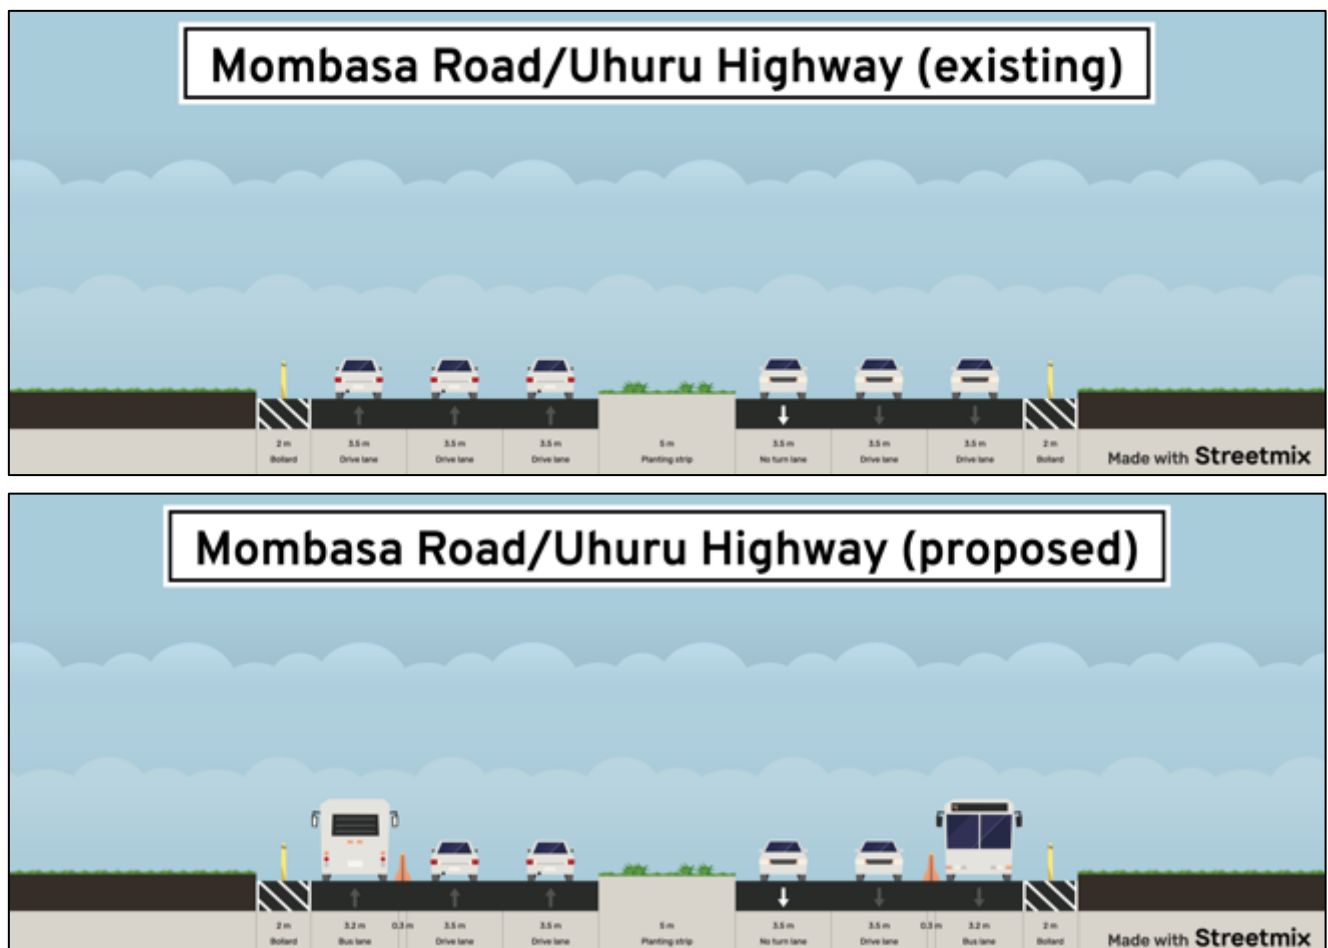 Mombasa Road/Uhuru Highway (existing)
2 m 3.5 m 3.5 m 3.5 m 5 m 3.5 m 3.5 m 3.5 m 2 m
Bollard Drive lane Drive lane Drive lane Planting strip No turn lane Drive lane Drive lane Bollard
Made with Streetmix
Mombasa Road/Uhuru Highway (proposed)
2 m 3.2 m 0.3 m 3.5 m 3.5 m 5 m 3.5 m 3.5 m 0.3 m 3.2 m 2 m
Bollard Bus lane Drive lane Drive lane Planting strip No turn lane Drive lane Bus lane Bollard
Made with Streetmix